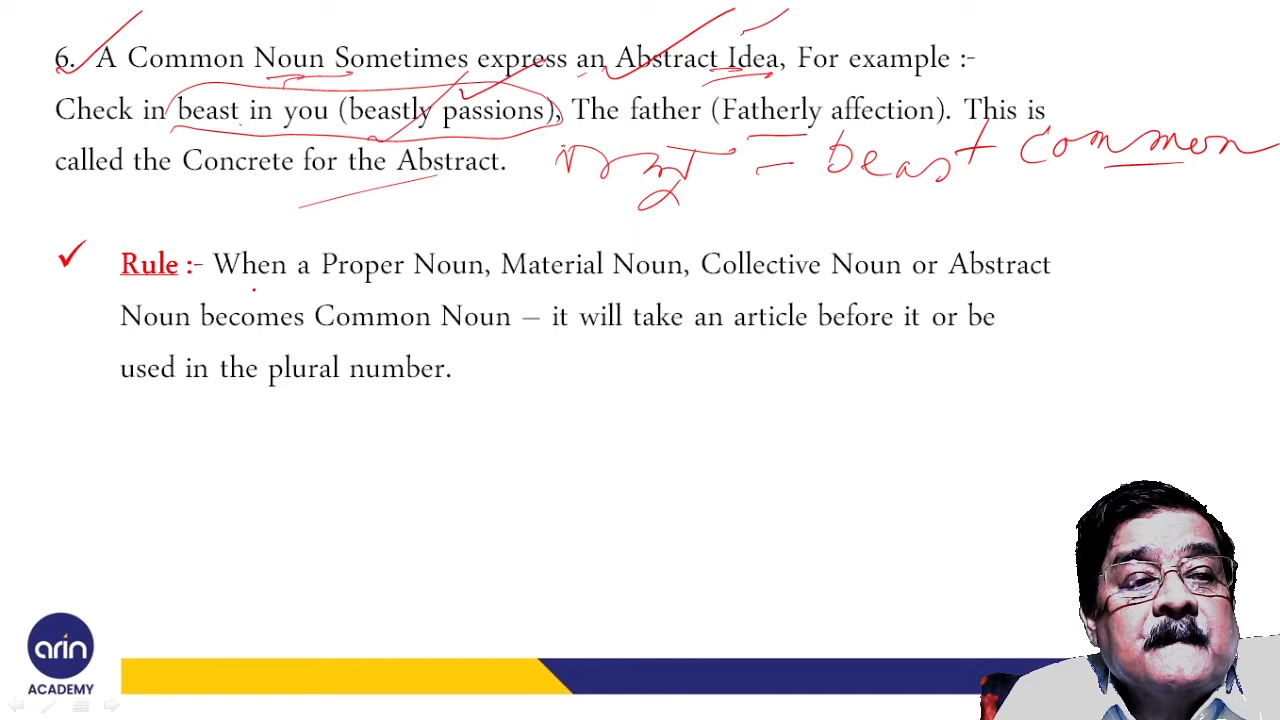 6. A Common Noun Sometimes express an Abstract Idea, For example :-
Check in beast in you (beastly passions), The father (Fatherly affection). This is
called the Concrete for the Abstract.
beast common
✓ Rule :- When a Proper Noun, Material Noun, Collective Noun or Abstract
Noun becomes Common Noun – it will take an article before it or be
used in the plural number.
arin
ACADEMY